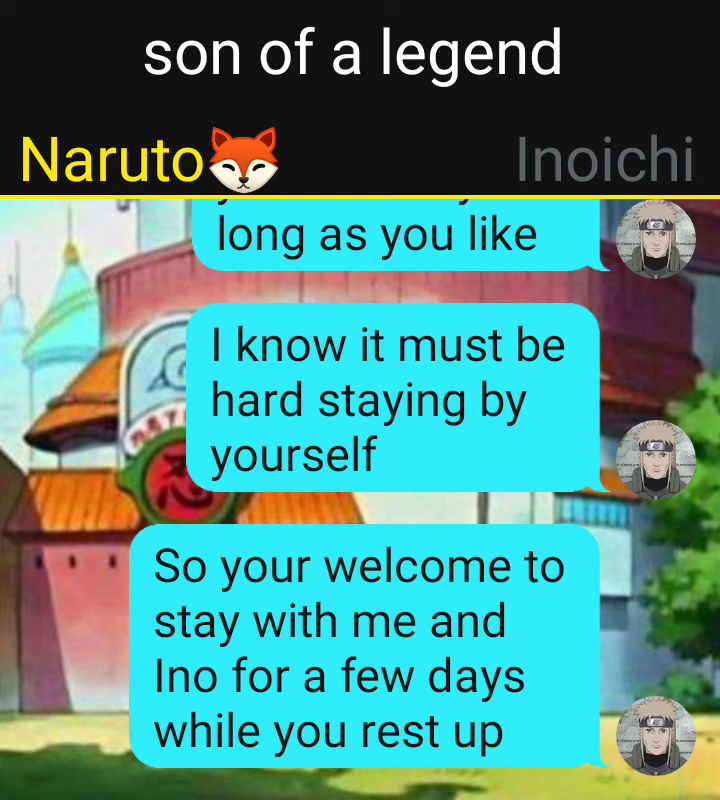 son of a legend
Naruto🦊
Inoichi
long as you like
I know it must be
hard staying by
yourself
So your welcome to
stay with me and
Ino for a few days
while you rest up
忍